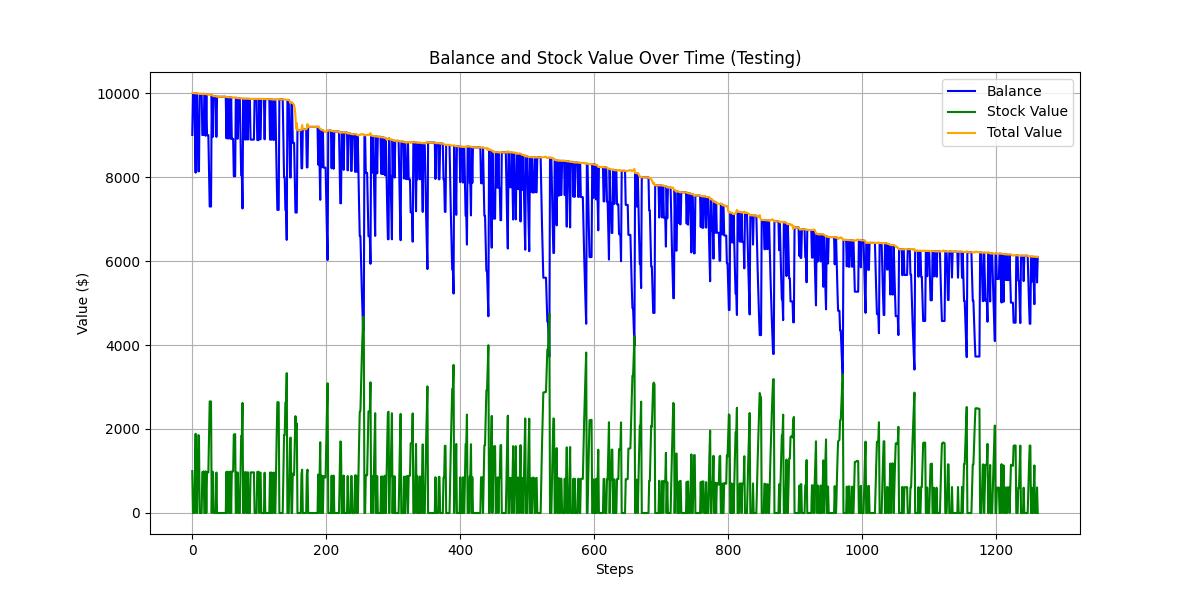 Balance and Stock Value Over Time (Testing)
Balance
Stock Value
Total Value
Value ($)
10000
8000
6000
4000
2000
0
0 200 400 600 800 1000 1200
Steps